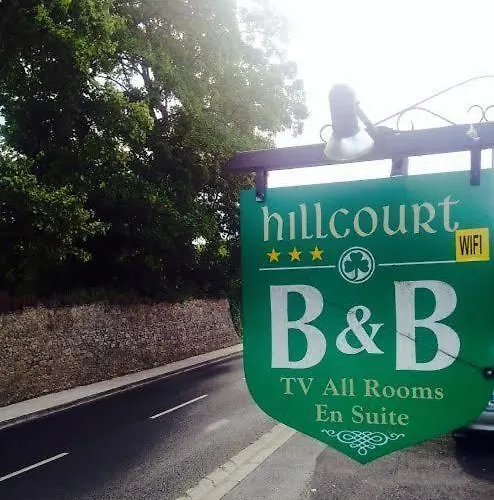 hillcourt
WIFI
B&B
TV All Rooms
En Suite